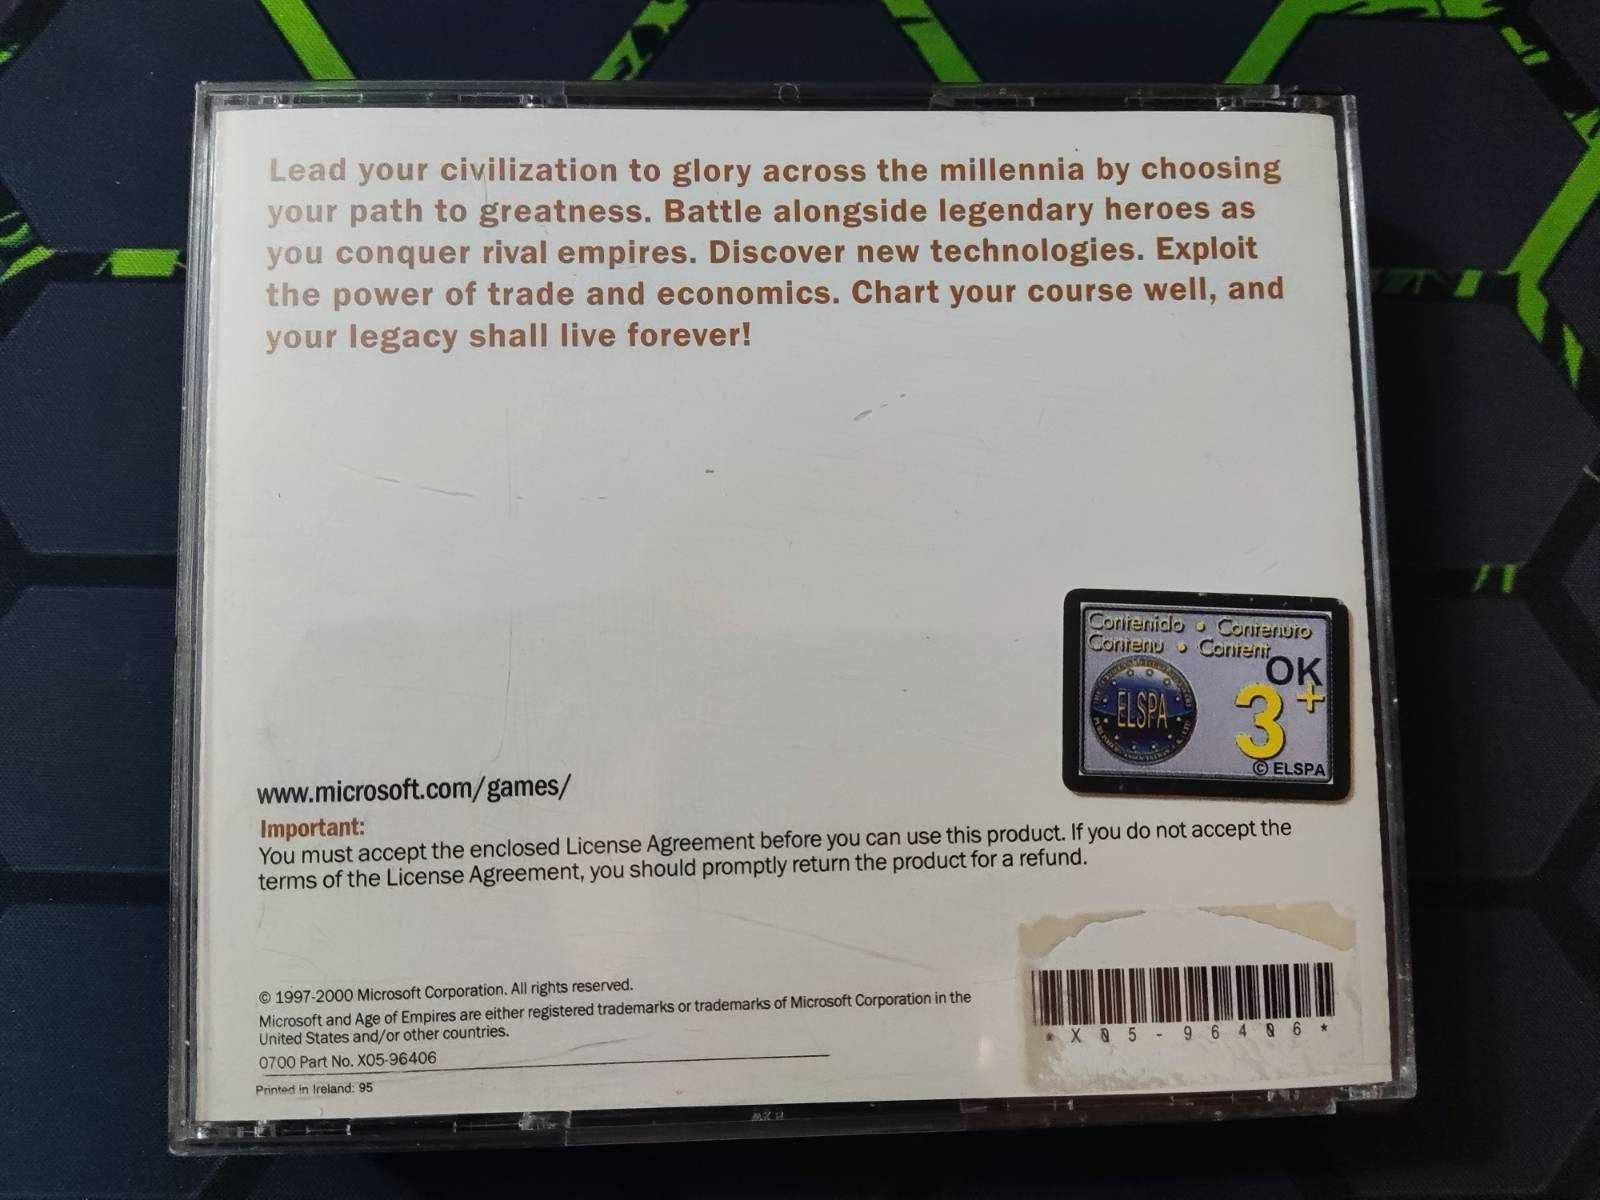 Lead your civilization to glory across the millennia by choosing
your path to greatness. Battle alongside legendary heroes as
you conquer rival empires. Discover new technologies. Exploit
the power of trade and economics. Chart your course well, and
your legacy shall live forever!
Contenido • Contenuto
Contenu • Content
OK
ELSPA
3+
© ELSPA
www.microsoft.com/games/
Important:
You must accept the enclosed License Agreement before you can use this product. If you do not accept the
terms of the License Agreement, you should promptly return the product for a refund.
© 1997-2000 Microsoft Corporation. All rights reserved.
Microsoft and Age of Empires are either registered trademarks or trademarks of Microsoft Corporation in the
United States and/or other countries.
0700 Part No. X05-96406
Printed in Ireland: 95
*X05-96406*